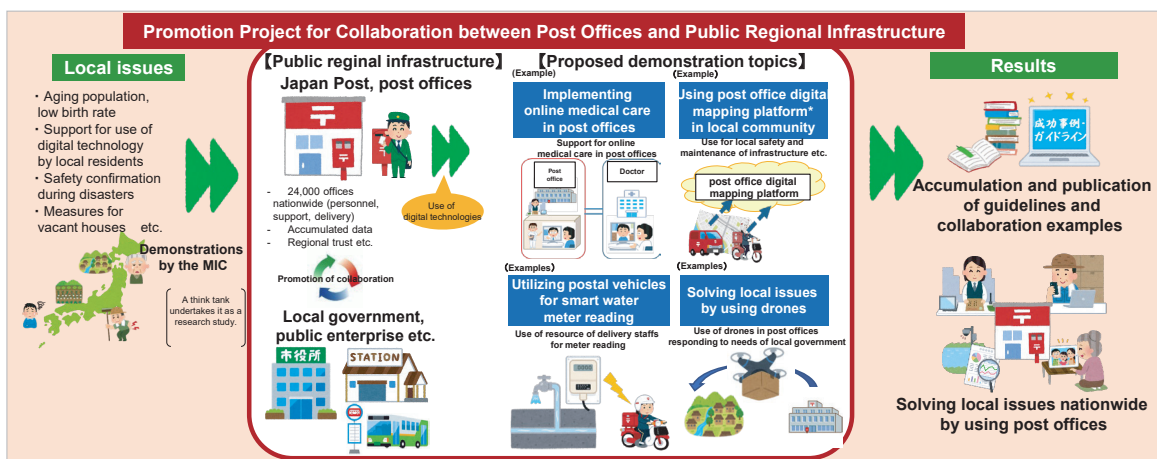 Promotion Project for Collaboration between Post Offices and Public Regional Infrastructure
Local issues
・Aging population,
low birth rate
・Support for use of
digital technology
by local residents
・Safety confirmation
during disasters
・Measures for
vacant houses etc.
Demonstrations
by the MIC
A think tank
undertakes it as a
research study.
【Public reginal infrastructure】
Japan Post, post offices
〒
- 24,000 offices
nationwide (personnel,
support, delivery)
- Accumulated data
- Regional trust etc.
Use of
digital technologies
Promotion of collaboration
Local government,
public enterprise etc.
市役所
STATION
【Proposed demonstration topics】
(Example)
Implementing
online medical care
in post offices
Support for online
medical care in post offices
Post
office
Doctor
(Example)
Using post office digital
mapping platform*
in local community
Use for local safety and
maintenance of infrastructure etc.
post office digital
mapping platform
(Examples)
Utilizing postal vehicles
for smart water
meter reading
Use of resource of delivery staffs
for meter reading
(Examples)
Solving local issues
by using drones
Use of drones in post offices
responding to needs of local government
Results
成功事例・
ガイドライン
Accumulation and publication
of guidelines and
collaboration examples
〒
Solving local issues nationwide
by using post offices